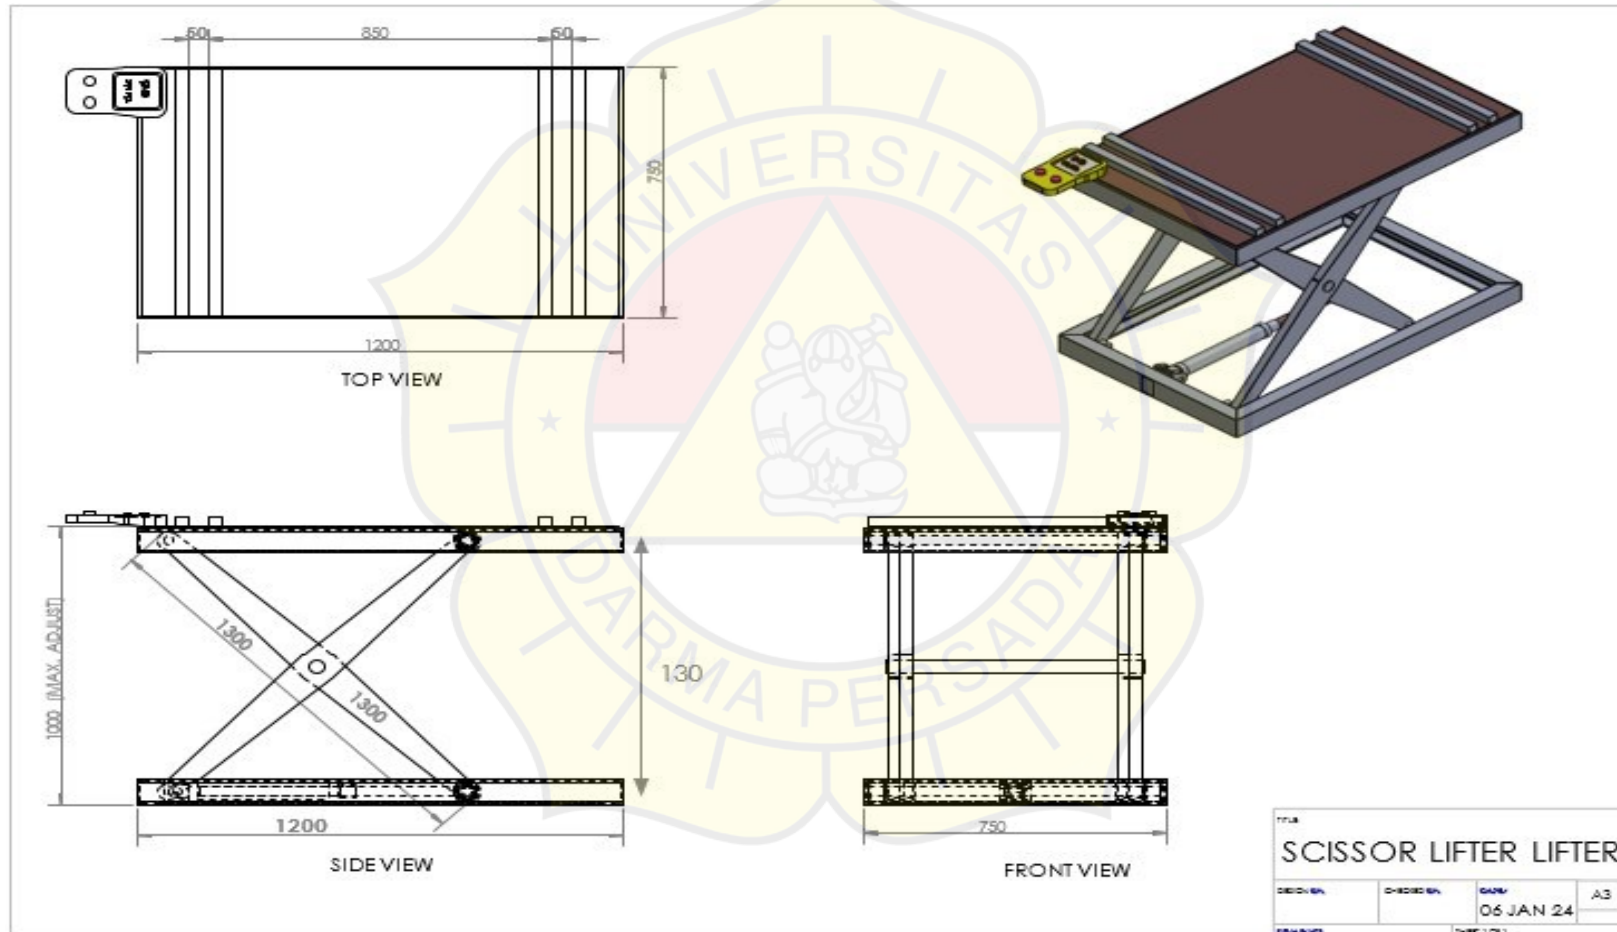 60
850
60
750
1200
TOP VIEW
UNIVERSITAS
DARMA PERSADA
1000 (MAX. ADJUST)
1300
1300
130
1200
SIDE VIEW
750
FRONT VIEW
TITLE
SCISSOR LIFTER LIFTER
A3
06 JAN 24